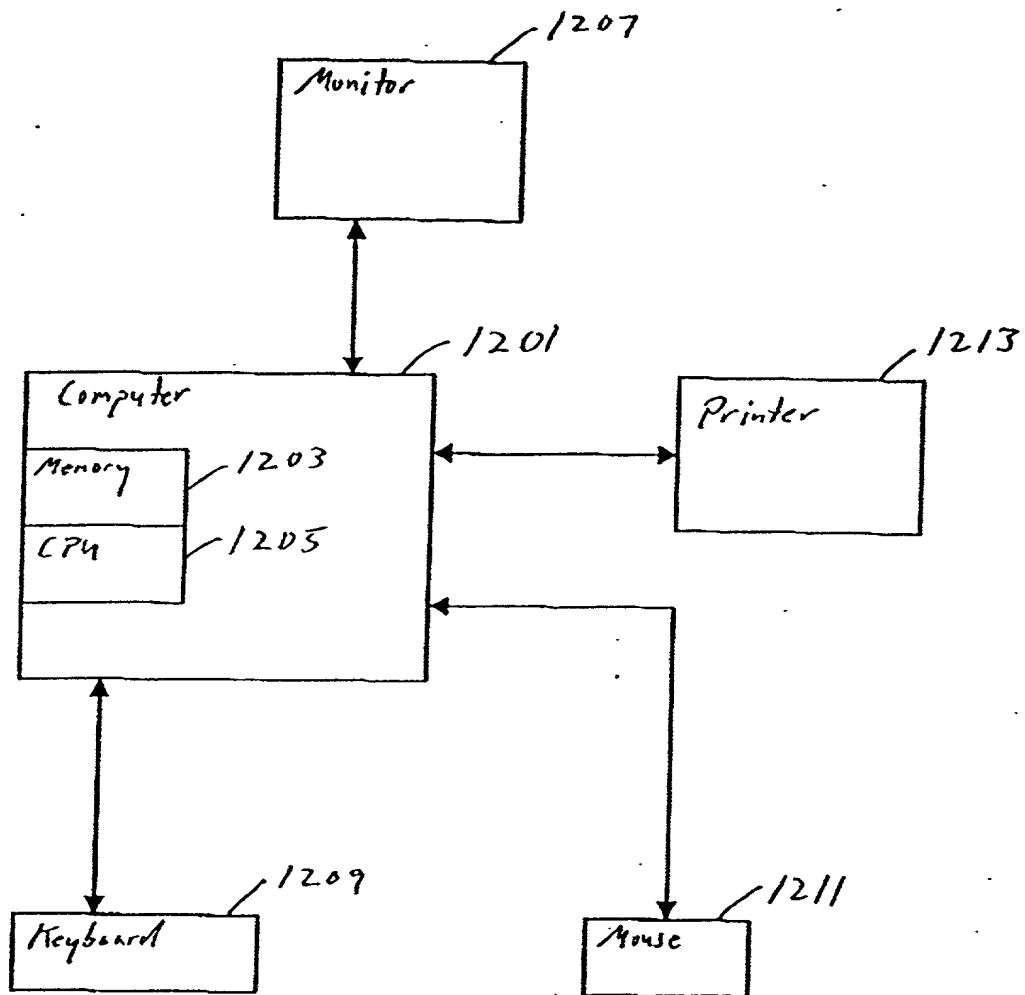 1207
Monitor
1201
1213
Computer
Printer
Memory
1203
CPU
1205
1209
1211
Keyboard
Mouse